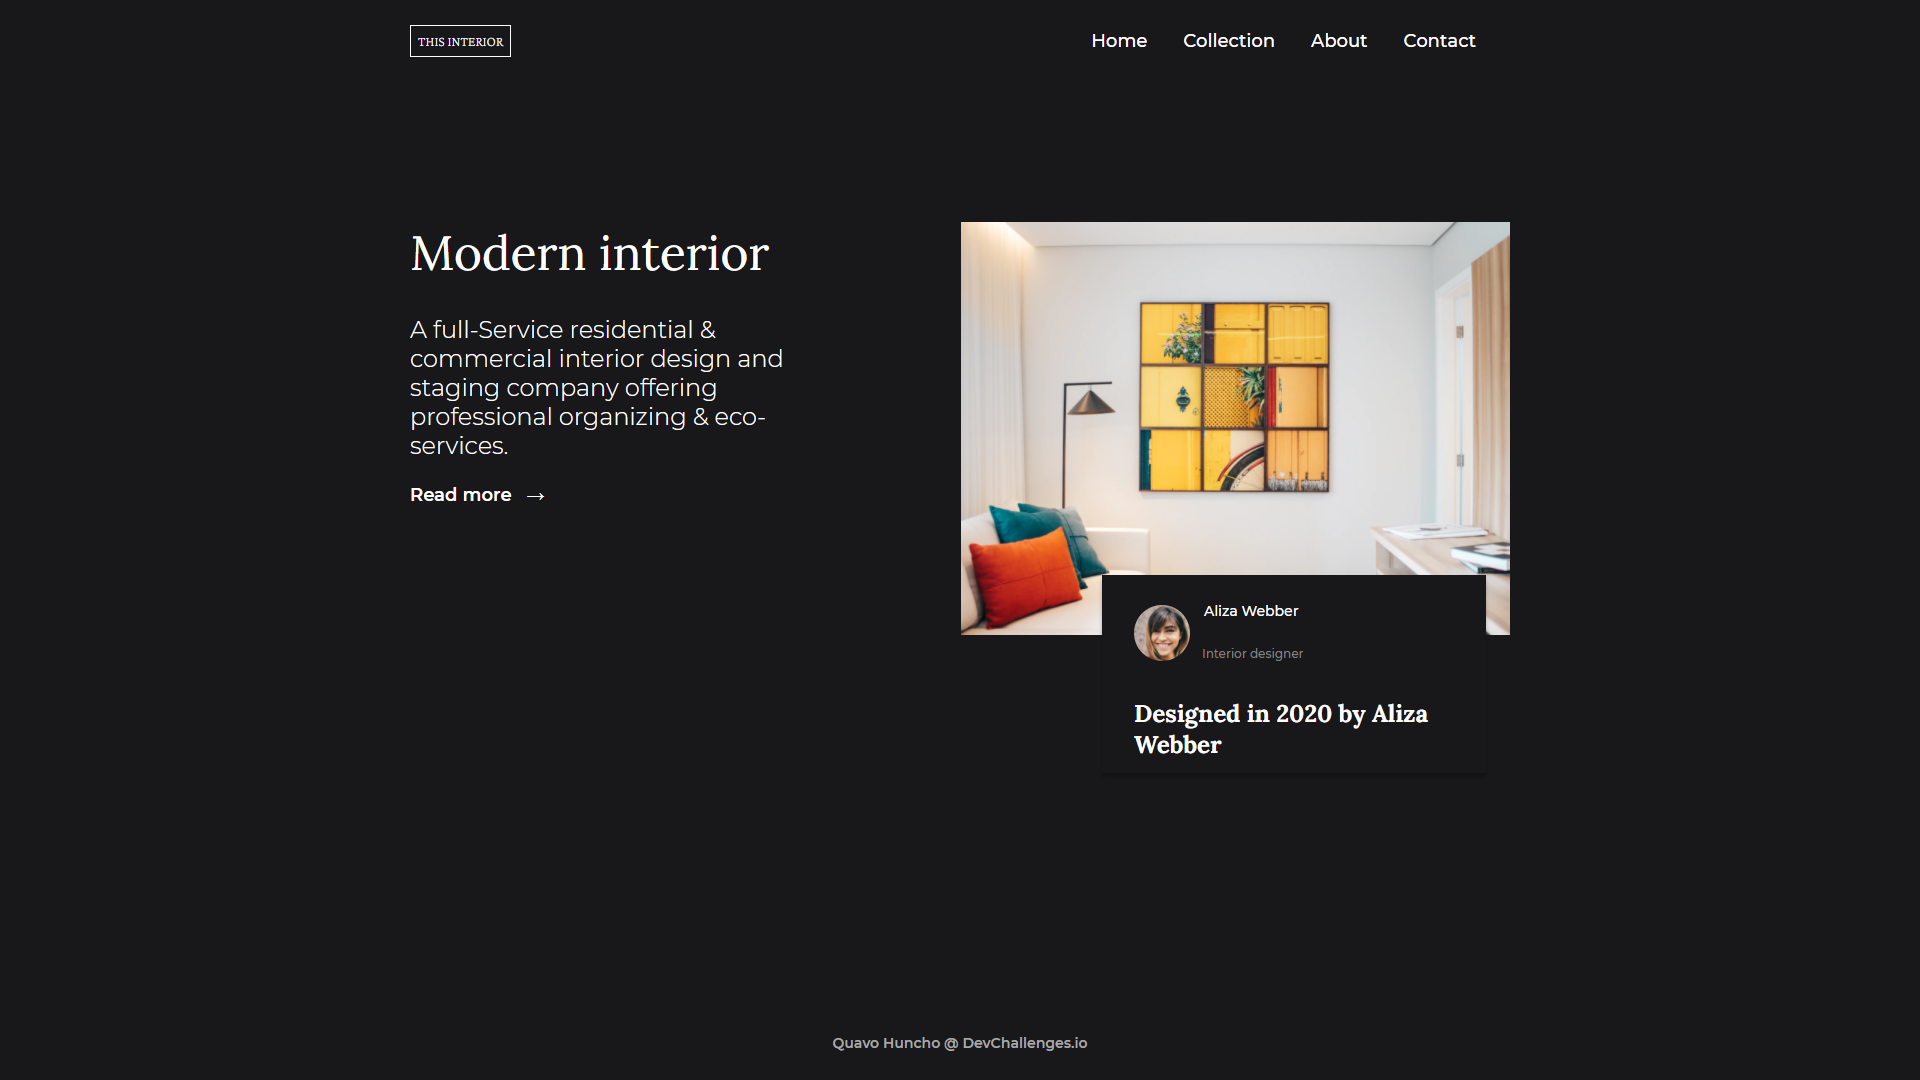 THIS INTERIOR
Home
Collection
About
Contact
Modern interior
A full-Service residential &
commercial interior design and
staging company offering
professional organizing & eco-
services.
Read more →
Aliza Webber
Interior designer
Designed in 2020 by Aliza
Webber
Quavo Huncho @ DevChallenges.io